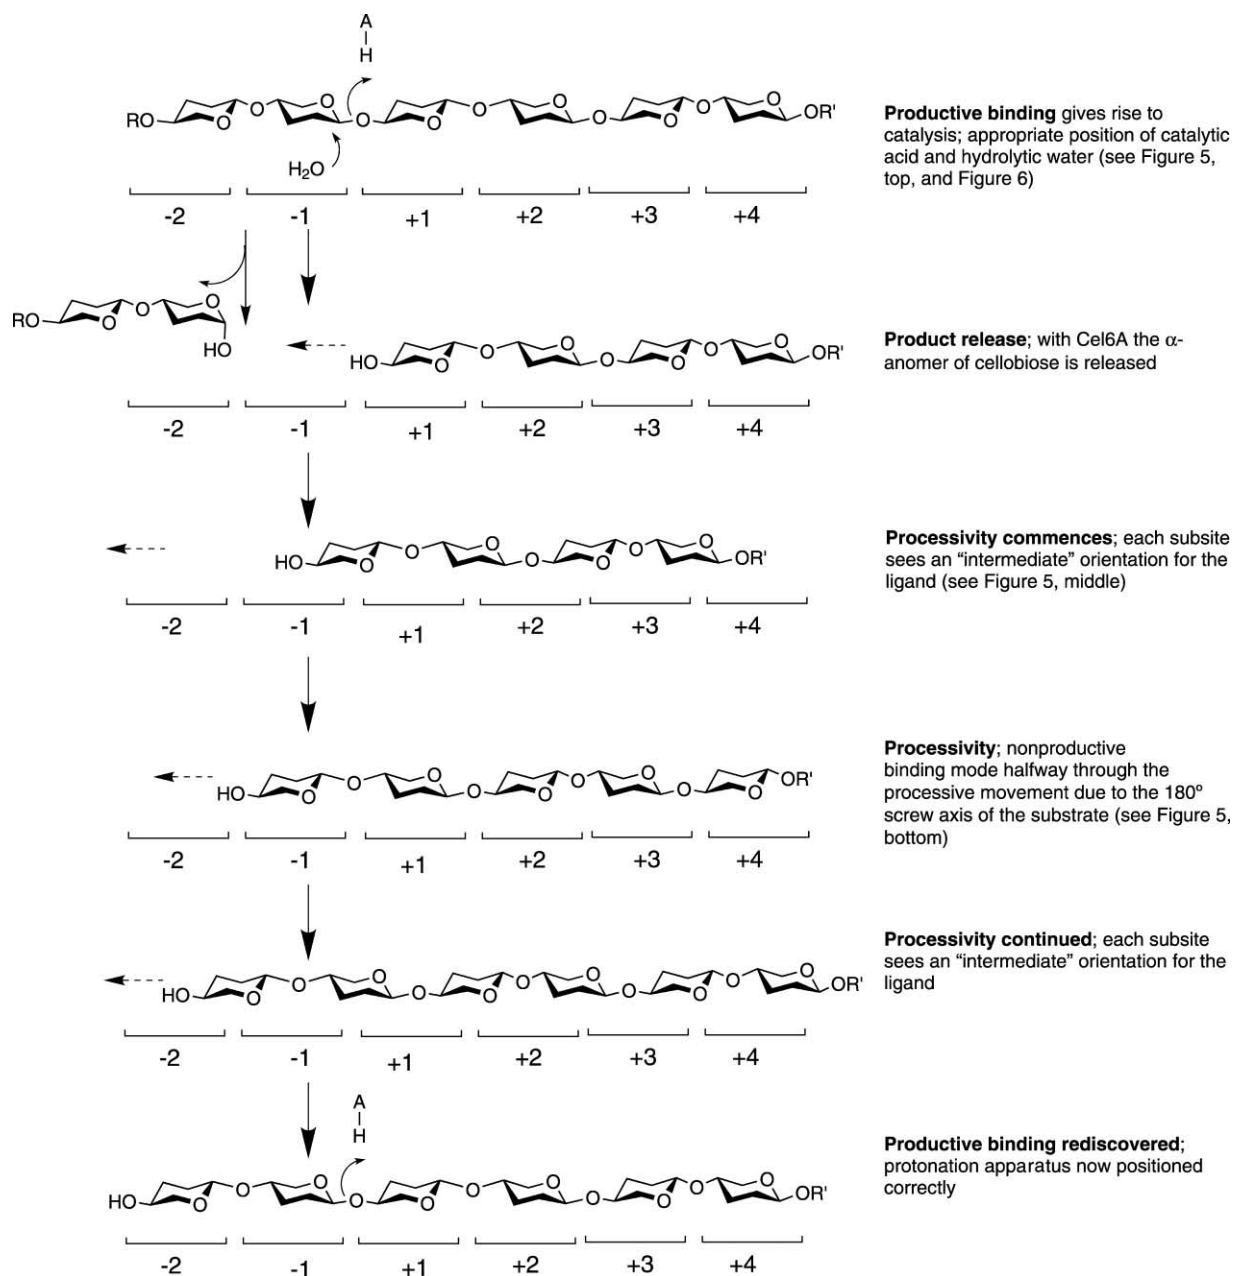 A
H
RO
O
O
O
O
O
O
O
O
O
O
O
OR'
H₂O
-2
-1
+1
+2
+3
+4
Productive binding gives rise to
catalysis; appropriate position of catalytic
acid and hydrolytic water (see Figure 5,
top, and Figure 6)
RO
O
O
O
HO
HO
O
O
O
O
O
O
O
OR'
-2
-1
+1
+2
+3
+4
Product release; with Cel6A the α-
anomer of cellobiose is released
HO
O
O
O
O
O
O
O
OR'
-2
-1
+1
+2
+3
+4
Processivity commences; each subsite
sees an “intermediate” orientation for the
ligand (see Figure 5, middle)
HO
O
O
O
O
O
O
O
O
O
OR'
-2
-1
+1
+2
+3
+4
Processivity; nonproductive
binding mode halfway through the
processive movement due to the 180º
screw axis of the substrate (see Figure 5,
bottom)
HO
O
O
O
O
O
O
O
O
O
O
O
OR'
-2
-1
+1
+2
+3
+4
Processivity continued; each subsite
sees an “intermediate” orientation for the
ligand
A
H
HO
O
O
O
O
O
O
O
O
O
O
O
OR'
-2
-1
+1
+2
+3
+4
Productive binding rediscovered;
protonation apparatus now positioned
correctly